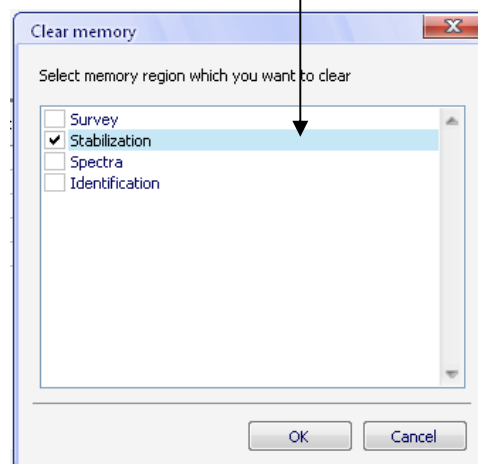 Clear memory
Select memory region which you want to clear
Survey
Stabilization
Spectra
Identification
OK
Cancel